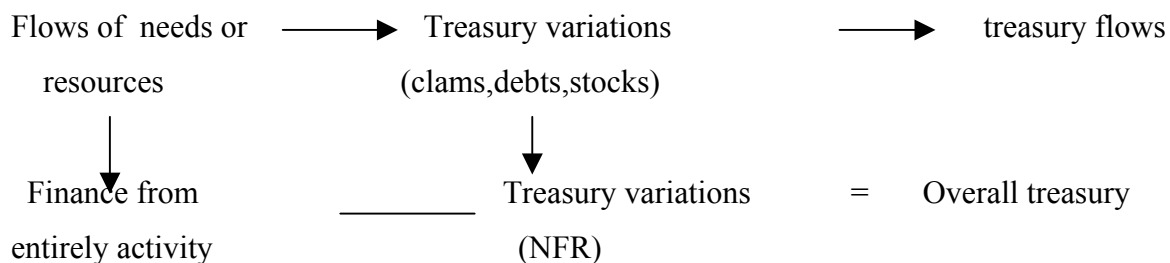 Flows of needs or Treasury variations treasury flows
resources (clams,debts,stocks)
Finance from Treasury variations = Overall treasury
entirely activity (NFR)